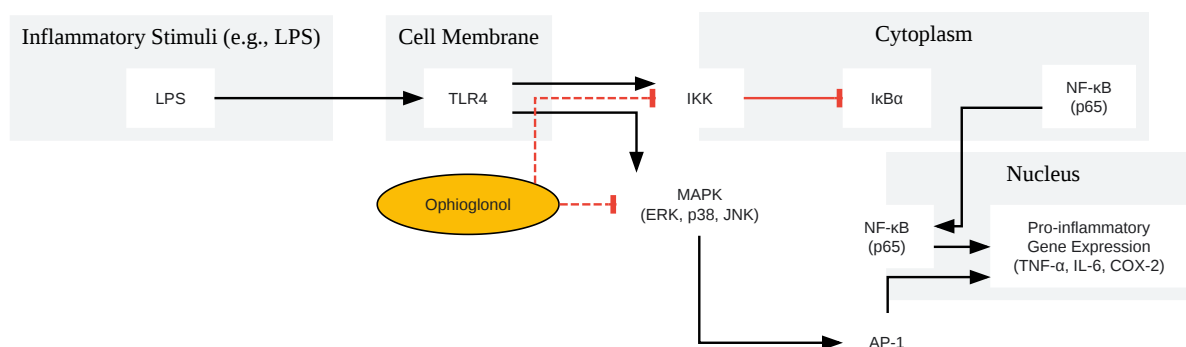 Inflammatory Stimuli (e.g., LPS)
LPS
Cell Membrane
TLR4
Cytoplasm
IKK
IκBα
NF-κB
(p65)
Ophioglonol
MAPK
(ERK, p38, JNK)
Nucleus
NF-κB
(p65)
Pro-inflammatory
Gene Expression
(TNF-α, IL-6, COX-2)
AP-1